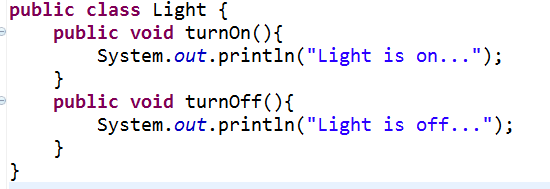 public class Light {
    public void turnOn(){
        System.out.println("Light is on...");
    }
    public void turnOff(){
        System.out.println("Light is off...");
    }
}